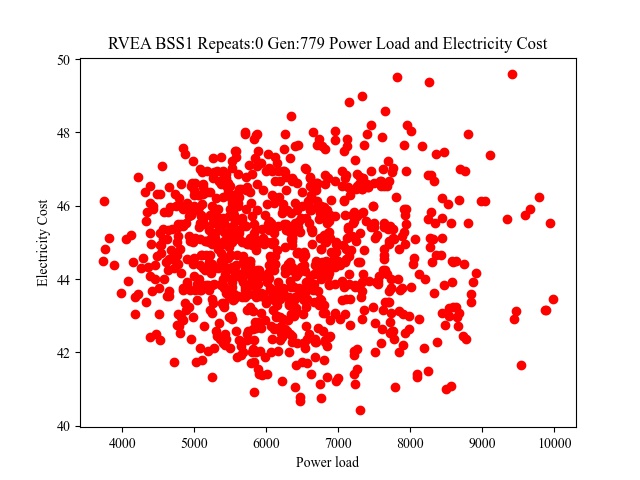 RVEA BSS1 Repeats:0 Gen:779 Power Load and Electricity Cost
50
48
46
44
42
40
Electricity Cost
4000 5000 6000 7000 8000 9000 10000
Power load